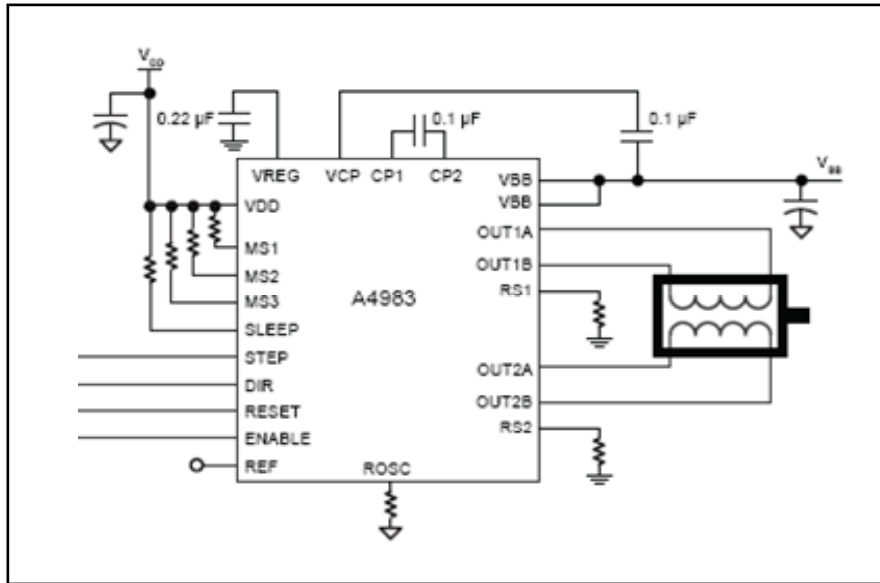 VDD
0.22 µF
0.1 µF
0.1 µF
VREG VCP CP1 CP2
VBB
VBB
VBB
VDD
OUT1A
MS1
OUT1B
MS2
RS1
MS3
A4983
SLEEP
STEP
OUT2A
DIR
OUT2B
RESET
RS2
ENABLE
REF
ROSC